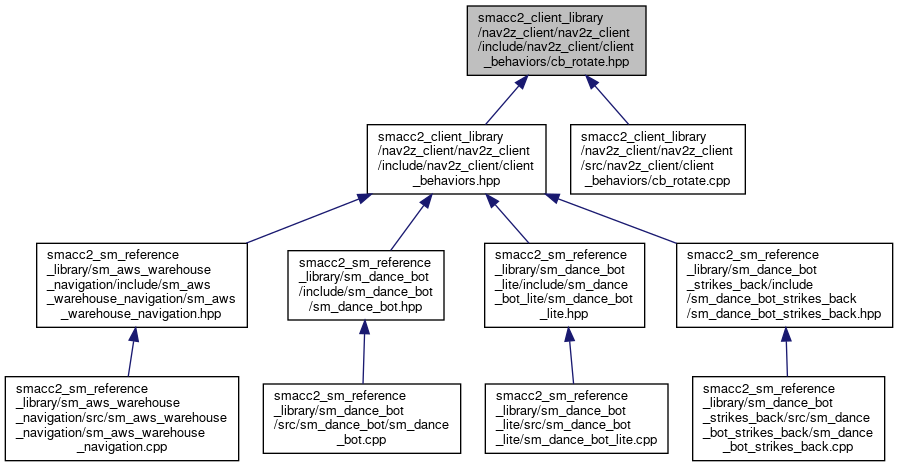 smacc2_client_library
/nav2z_client/nav2z_client
/include/nav2z_client/client
_behaviors/cb_rotate.hpp
smacc2_client_library
/nav2z_client/nav2z_client
/include/nav2z_client/client
_behaviors.hpp
smacc2_client_library
/nav2z_client/nav2z_client
/src/nav2z_client/client
_behaviors/cb_rotate.cpp
smacc2_sm_reference
_library/sm_aws_warehouse
_navigation/include/sm_aws
_warehouse_navigation/sm_aws
_warehouse_navigation.hpp
smacc2_sm_reference
_library/sm_dance_bot
/include/sm_dance_bot
/sm_dance_bot.hpp
smacc2_sm_reference
_library/sm_dance_bot
_lite/include/sm_dance
_bot_lite/sm_dance_bot
_lite.hpp
smacc2_sm_reference
_library/sm_dance_bot
_strikes_back/include
/sm_dance_bot_strikes_back
/sm_dance_bot_strikes_back.hpp
smacc2_sm_reference
_library/sm_aws_warehouse
_navigation/src/sm_aws_warehouse
_navigation/sm_aws_warehouse
_navigation.cpp
smacc2_sm_reference
_library/sm_dance_bot
/src/sm_dance_bot/sm_dance
_bot.cpp
smacc2_sm_reference
_library/sm_dance_bot
_lite/src/sm_dance_bot
_lite/sm_dance_bot_lite.cpp
smacc2_sm_reference
_library/sm_dance_bot
_strikes_back/src/sm_dance
_bot_strikes_back/sm_dance
_bot_strikes_back.cpp